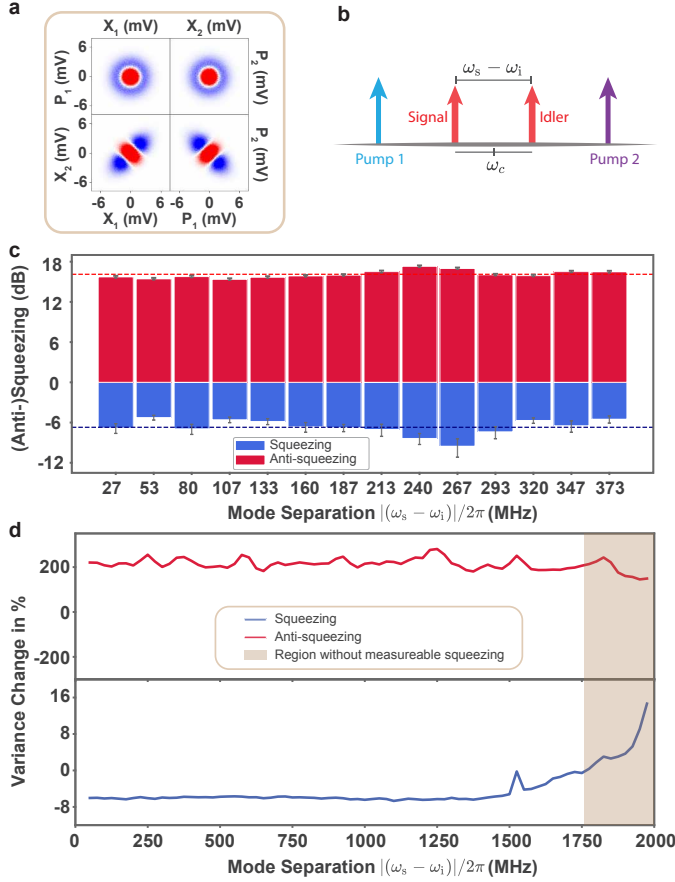 a
X₁ (mV) X₂ (mV)
P₁ (mV) 6 0 -6 P₂ (mV)
X₂ (mV) 6 0 -6 P₂ (mV)
-6 0 6 -6 0 6
X₁ (mV) P₁ (mV)
b
ωs − ωi
Signal Idler
Pump 1 ωc Pump 2
c
(Anti-)Squeezing (dB)
18
12
6
0
-6
-12
Squeezing
Anti-squeezing
27 53 80 107 133 160 187 213 240 267 293 320 347 373
Mode Separation |(ωs − ωi)|/2π (MHz)
d
Variance Change in %
200
0
-200
Squeezing
Anti-squeezing
Region without measureable squeezing
16
8
0
-8
0 250 500 750 1000 1250 1500 1750 2000
Mode Separation |(ωs − ωi)|/2π (MHz)